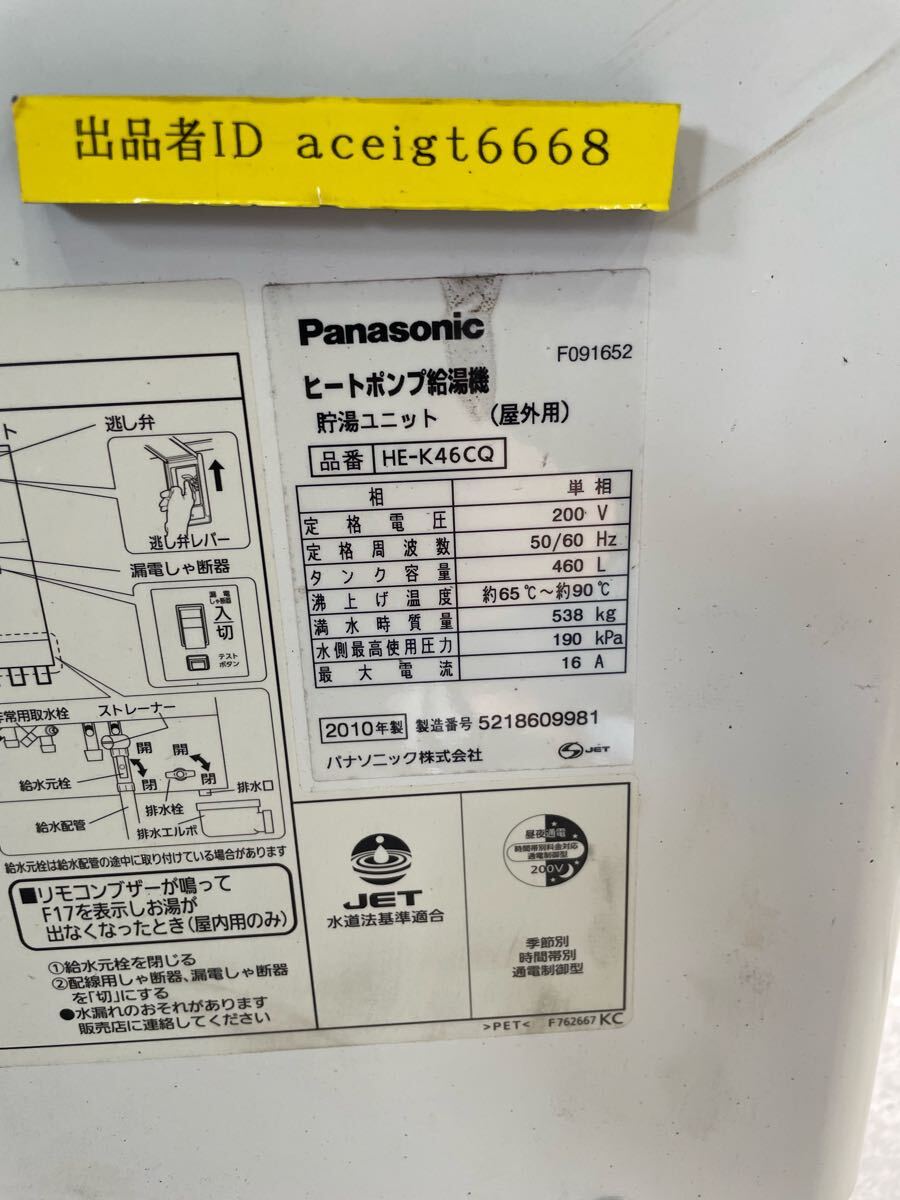 出品者ID aceigt6668
Panasonic
F091652
ヒートポンプ給湯機
貯湯ユニット (屋外用)
品番 HE-K46CQ
相 単相
定格電圧 200 V
定格周波数 50/60 Hz
タンク容量 460 L
沸上げ温度 約65℃~約90℃
満水時質量 538 kg
水側最高使用圧力 190 kPa
最大電流 16 A
2010年製 製造番号 5218609981
パナソニック株式会社
JET
ト
逃し弁
逃し弁レバー
漏電しゃ断器
漏電
しゃ断器
入
切
テスト
ボタン
非常用取水栓
ストレーナー
開
閉
開
閉
給水元栓
排水栓
排水口
給水配管
排水エルボ
給水元栓は給水配管の途中に取り付けている場合があります
■リモコンブザーが鳴って
F17を表示しお湯が
出なくなったとき(屋内用のみ)
①給水元栓を閉じる
②配線用しゃ断器、漏電しゃ断器
を「切」にする
●水漏れのおそれがあります
販売店に連絡してください
JET
水道法基準適合
昼夜通電
時間帯別料金対応
通電制御型
200V
季節別
時間帯別
通電制御型
>PET< F762667 KC